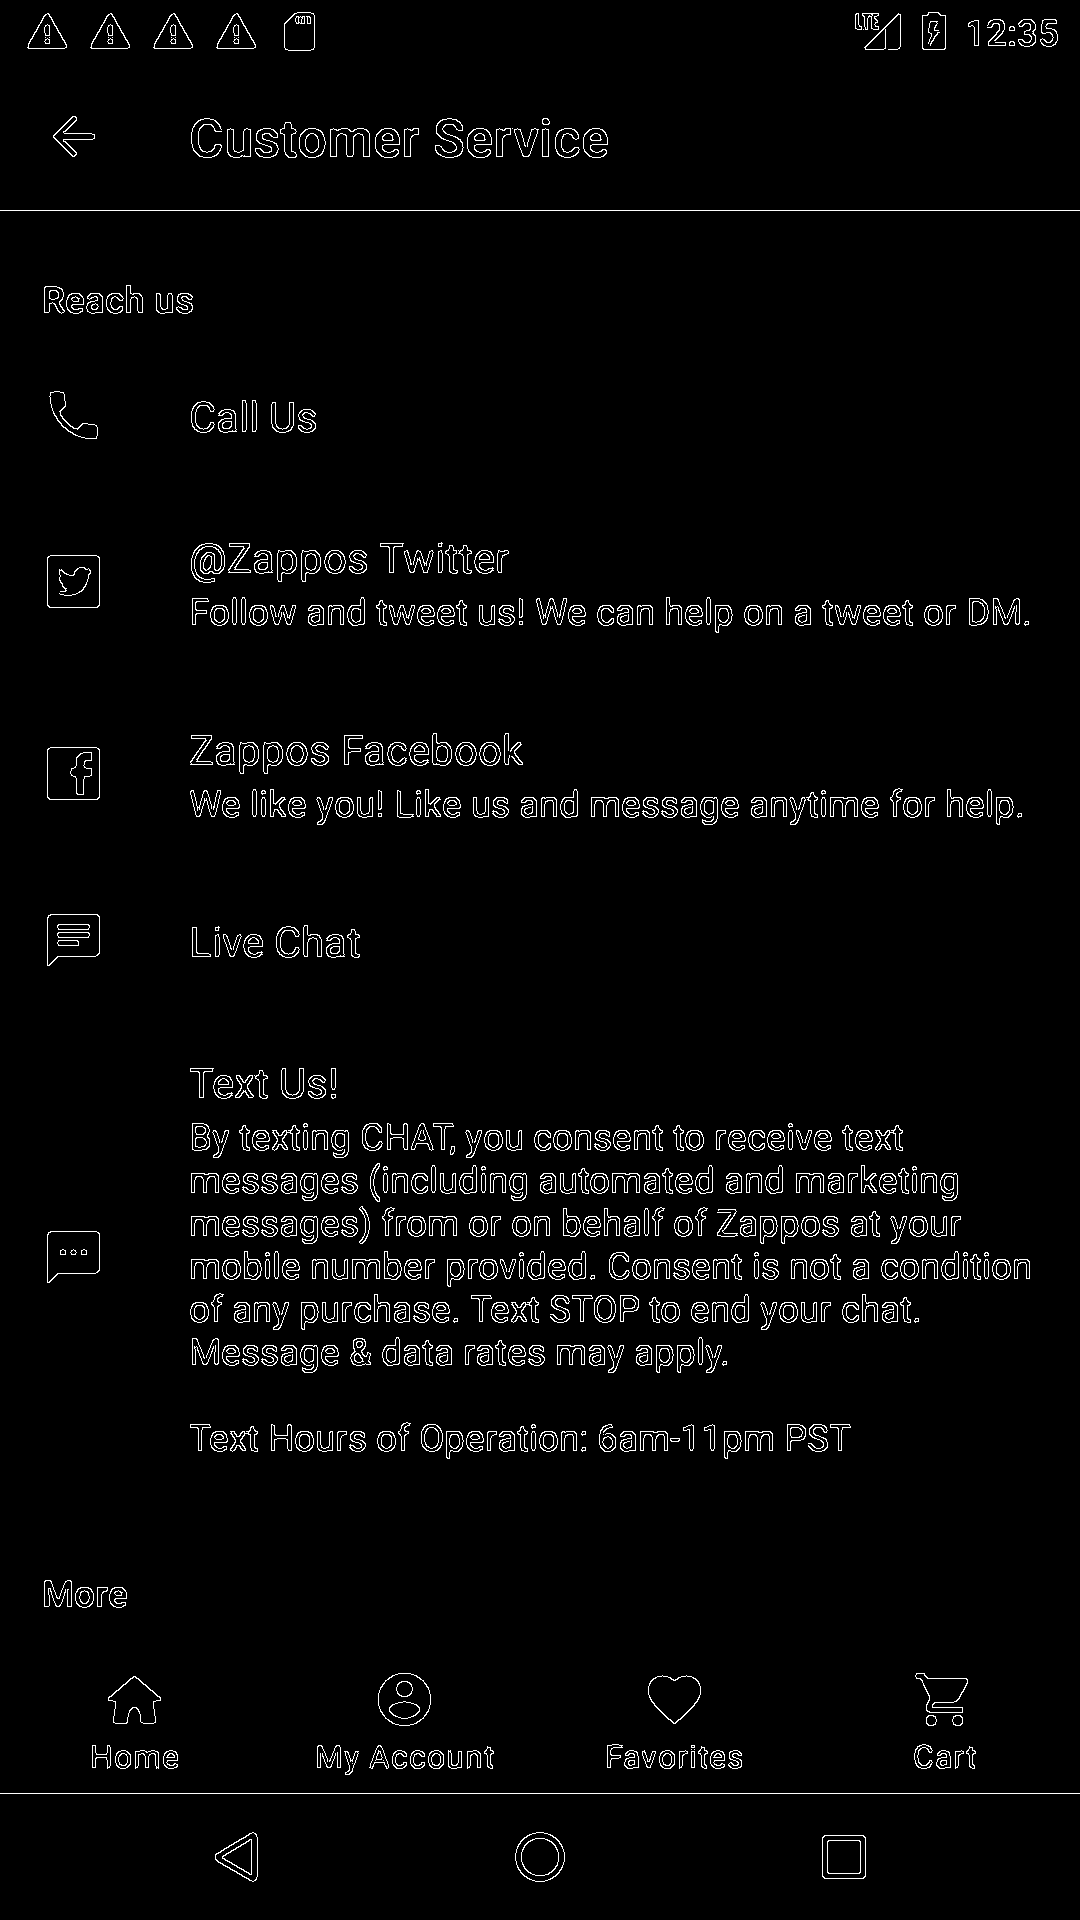 LTE 12:35
Customer Service
Reach us
Call Us
@Zappos Twitter
Follow and tweet us! We can help on a tweet or DM.
Zappos Facebook
We like you! Like us and message anytime for help.
Live Chat
Text Us!
By texting CHAT, you consent to receive text
messages (including automated and marketing
messages) from or on behalf of Zappos at your
mobile number provided. Consent is not a condition
of any purchase. Text STOP to end your chat.
Message & data rates may apply.
Text Hours of Operation: 6am-11pm PST
More
Home My Account Favorites Cart